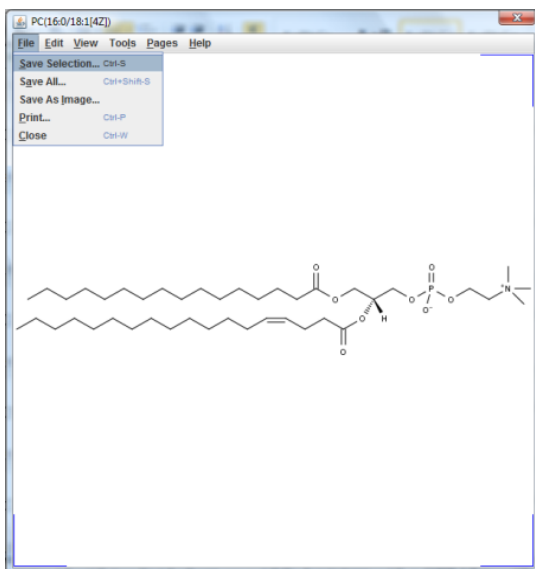 PC(16:0/18:1[4Z])
File Edit View Tools Pages Help
Save Selection... Ctrl-S
Save All... Ctrl+Shift-S
Save As Image...
Print... Ctrl-P
Close Ctrl-W
O O
O O P O N+
O O-
H
O